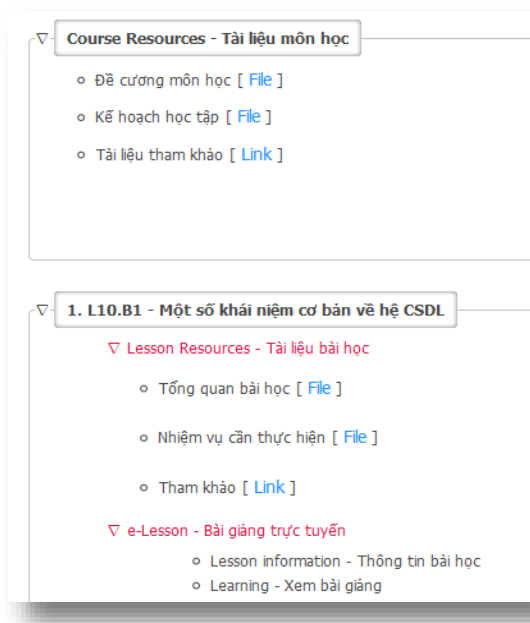 Course Resources - Tài liệu môn học
Đề cương môn học [ File ]
Kế hoạch học tập [ File ]
Tài liệu tham khảo [ Link ]
1. L10.B1 - Một số khái niệm cơ bản về hệ CSDL
Lesson Resources - Tài liệu bài học
Tổng quan bài học [ File ]
Nhiệm vụ cần thực hiện [ File ]
Tham khảo [ Link ]
e-Lesson - Bài giảng trực tuyến
Lesson information - Thông tin bài học
Learning - Xem bài giảng